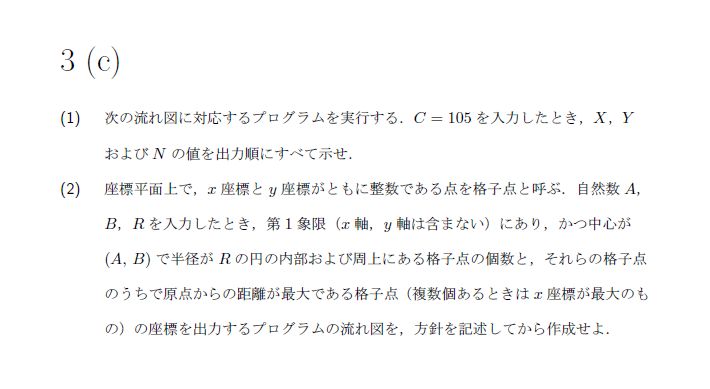 3 (c)
(1) 次の流れ図に対応するプログラムを実行する．C = 105 を入力したとき，X，Y
および N の値を出力順にすべて示せ．
(2) 座標平面上で，x 座標と y 座標がともに整数である点を格子点と呼ぶ．自然数 A，
B，R を入力したとき，第 1 象限（x 軸，y 軸は含まない）にあり，かつ中心が
(A, B) で半径が R の円の内部および周上にある格子点の個数と，それらの格子点
のうちで原点からの距離が最大である格子点（複数個あるときは x 座標が最大のも
の）の座標を出力するプログラムの流れ図を，方針を記述してから作成せよ．